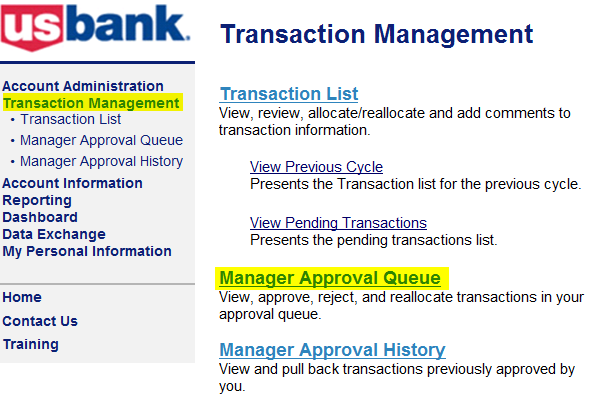 usbank.
Account Administration
Transaction Management
• Transaction List
• Manager Approval Queue
• Manager Approval History
Account Information
Reporting
Dashboard
Data Exchange
My Personal Information
Home
Contact Us
Training
Transaction Management
Transaction List
View, review, allocate/reallocate and add comments to
transaction information.
View Previous Cycle
Presents the Transaction list for the previous cycle.
View Pending Transactions
Presents the pending transactions list.
Manager Approval Queue
View, approve, reject, and reallocate transactions in your
approval queue.
Manager Approval History
View and pull back transactions previously approved by
you.